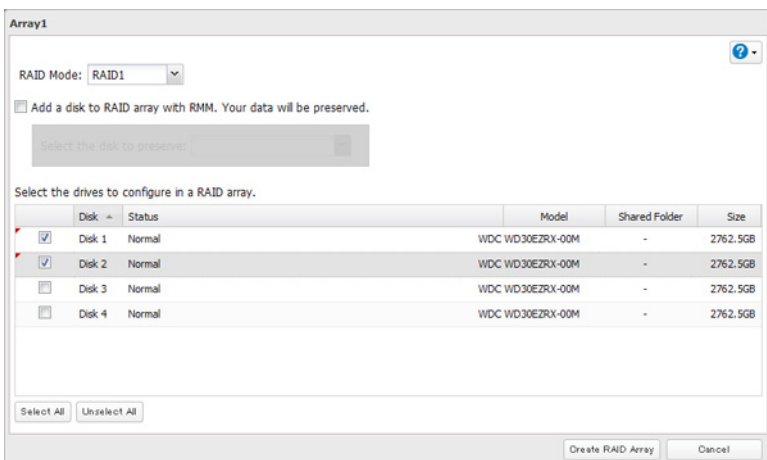 Array1
?
RAID Mode: RAID1
Add a disk to RAID array with RMM. Your data will be preserved.
Select the disk to preserve:
Select the drives to configure in a RAID array.
Disk Status Model Shared Folder Size
Disk 1 Normal WDC WD30EZRX-00M - 2762.5GB
Disk 2 Normal WDC WD30EZRX-00M - 2762.5GB
Disk 3 Normal WDC WD30EZRX-00M - 2762.5GB
Disk 4 Normal WDC WD30EZRX-00M - 2762.5GB
Select All Unselect All
Create RAID Array Cancel